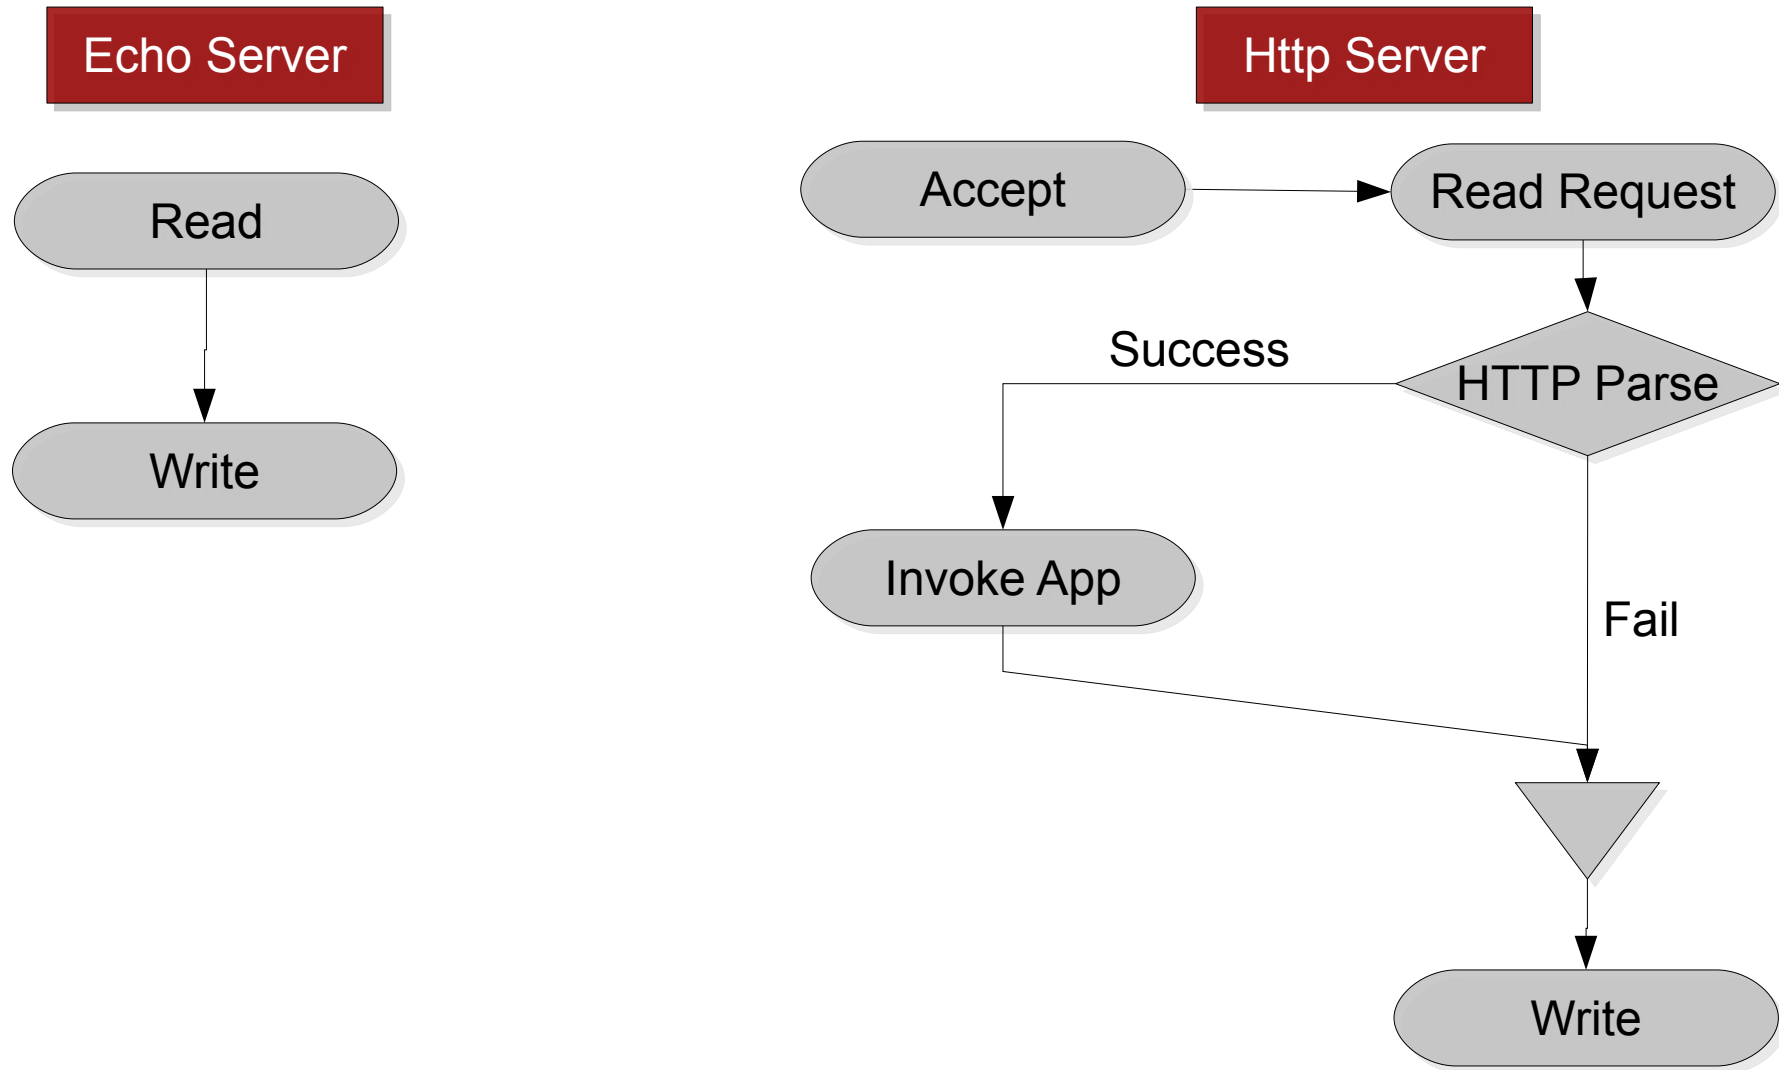 Echo Server
Read
Write
Http Server
Accept
Read Request
HTTP Parse
Success
Invoke App
Fail
Write